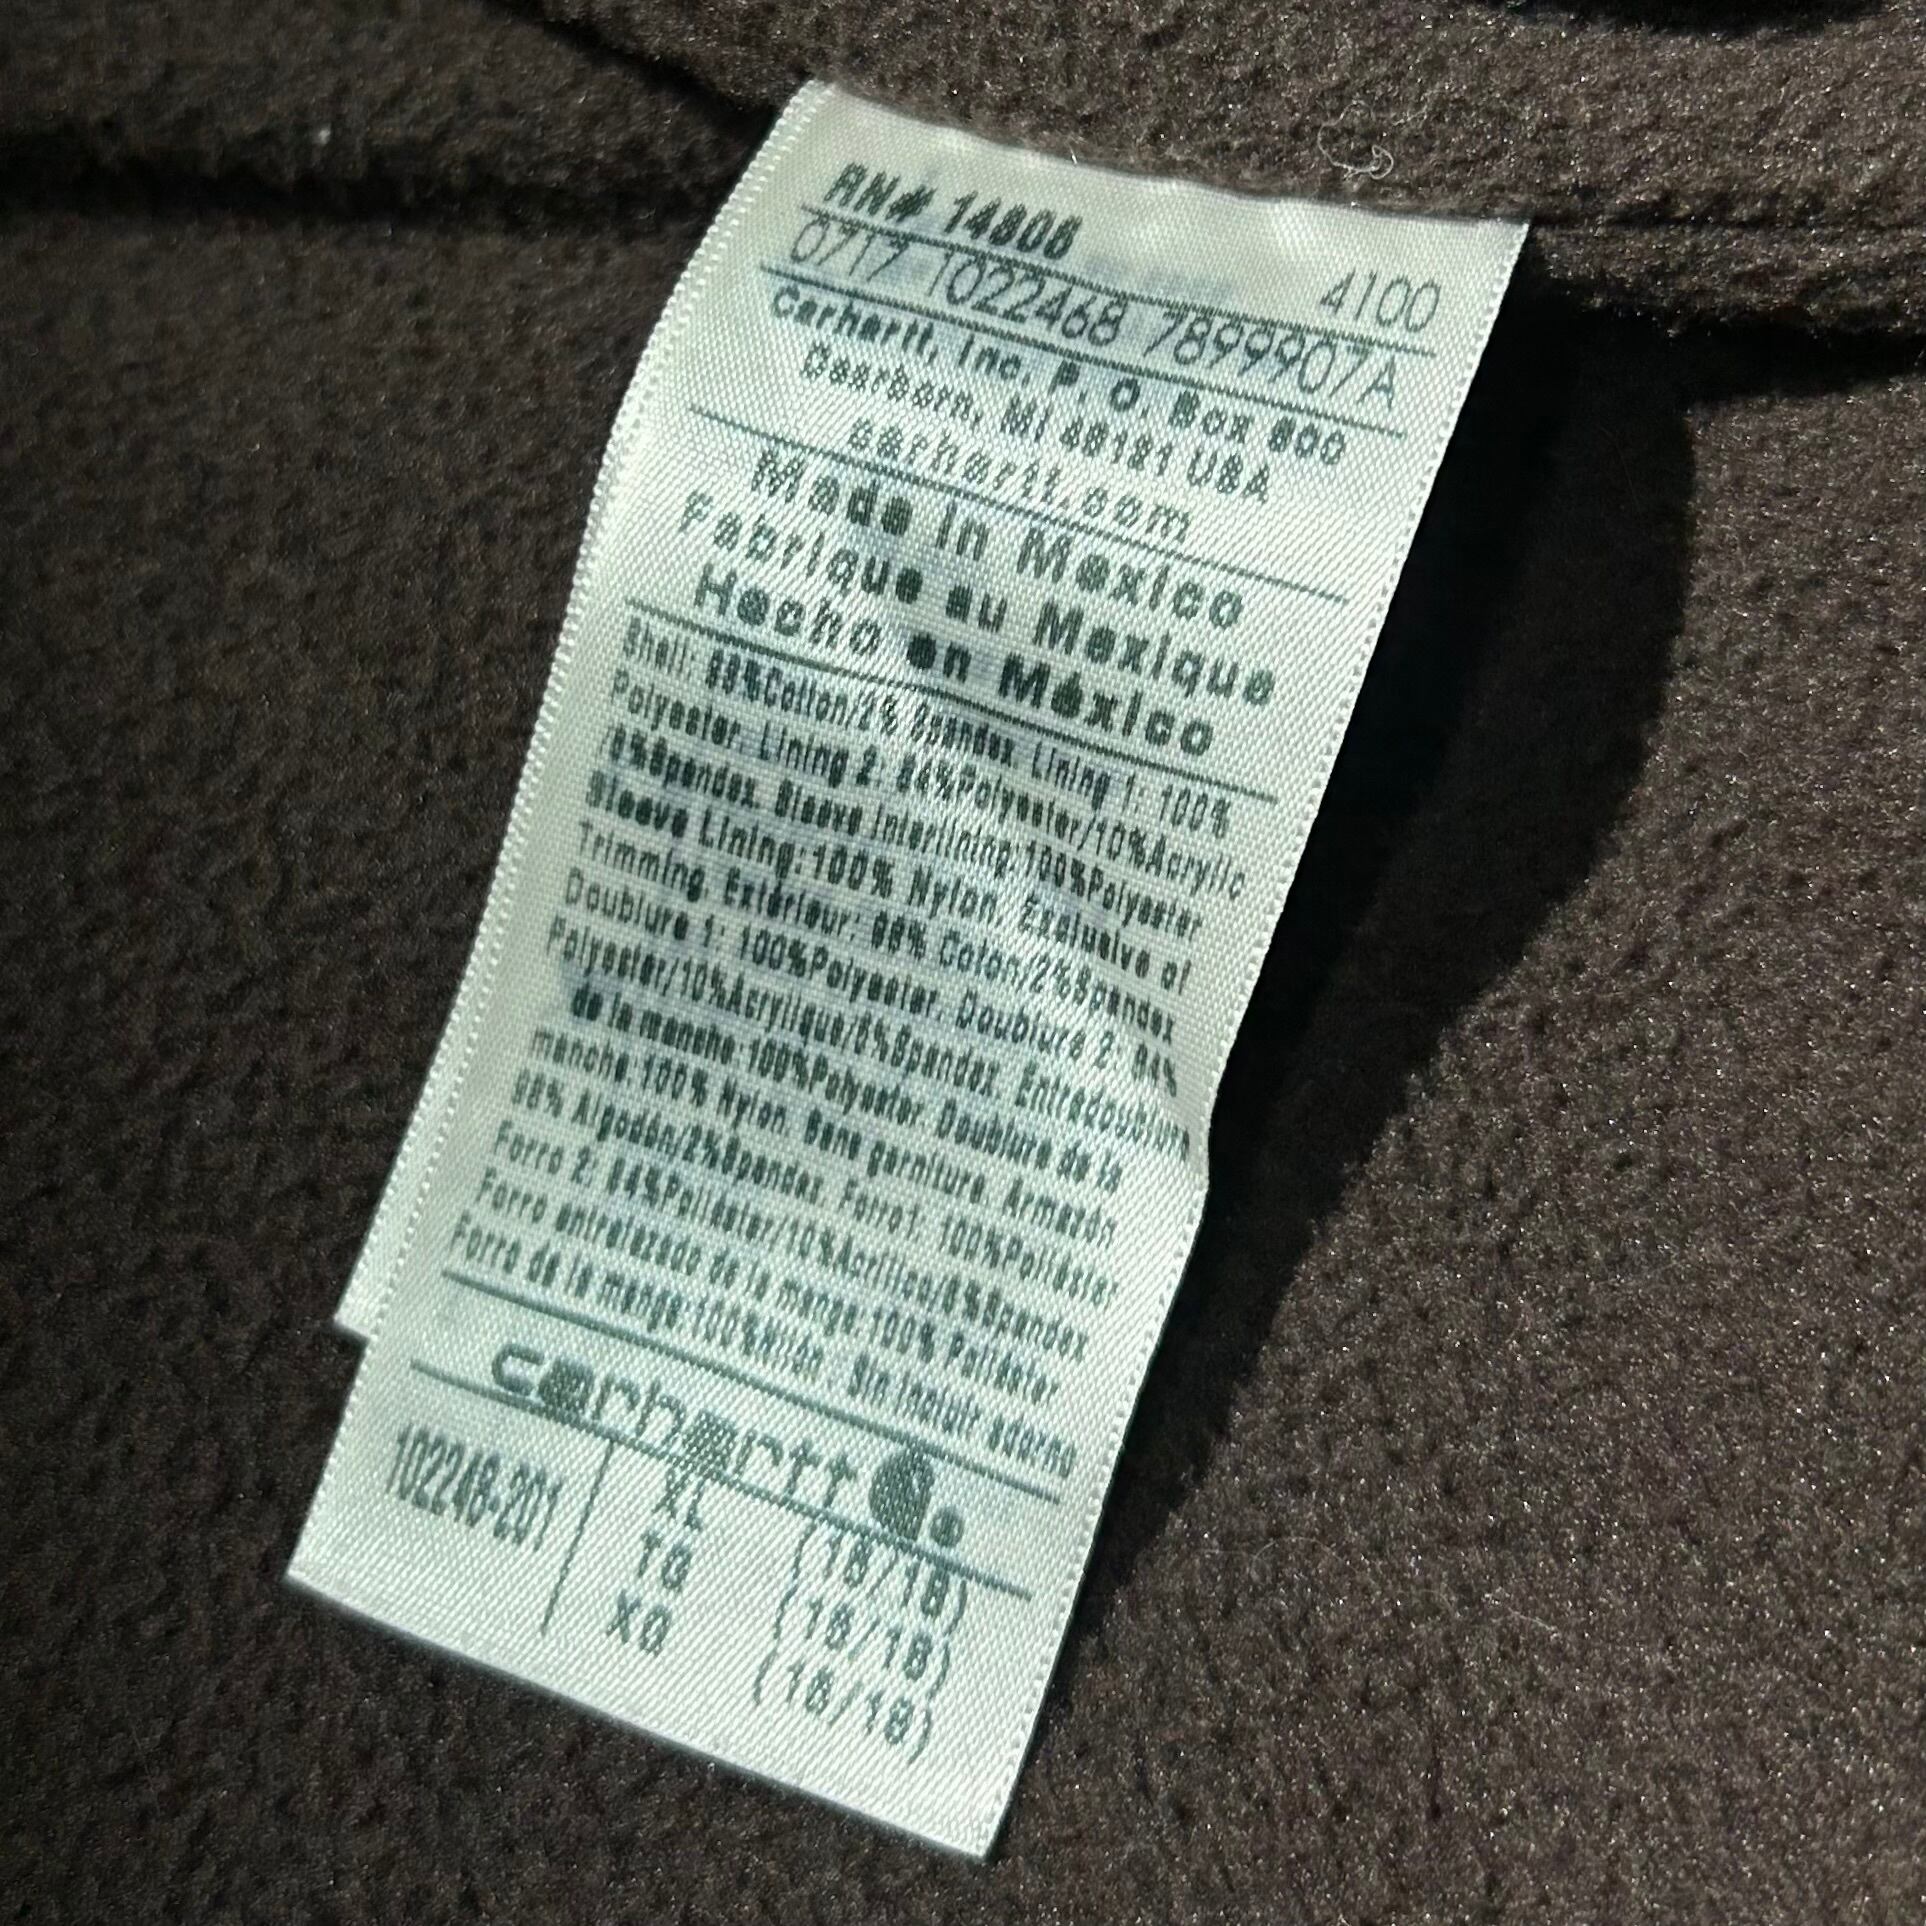 RN# 14806
4100
0717 1022468 7899907A
Carhartt, Inc. P. O. Box 600
Dearborn, MI 48121 USA
carhartt.com
Made in Mexico
Fabrique au Mexique
Hecho en México
Shell: 98%Cotton/2% Spandex. Lining 1: 100%
Polyester. Lining 2: 84%Polyester/10%Acrylic
6%Spandex. Sleeve interlining:100%Polyester
Sleeve Lining:100% Nylon. Exclusive of
Trimming. Extérieur: 98% Coton/2%Spandex
Doublure 1: 100%Polyester. Doublure 2: 84%
Polyester/10%Acrylique/6%Spandex. Entredoublure
de la manche:100%Polyester. Doublure de la
manche:100% Nylon. Sans garniture. Armazón
98% Algodón/2%Spandex. Forro1: 100%Poliéster
Forro 2: 84%Poliéster/10%Acrílico/6%Spandex
Forro entrelazado de la manga:100% Poliéster
Forro de la manga:100%Nylon. Sin incluir adorno
carhartt
102248-201
XL (18/18)
TG (18/18)
XG (18/18)